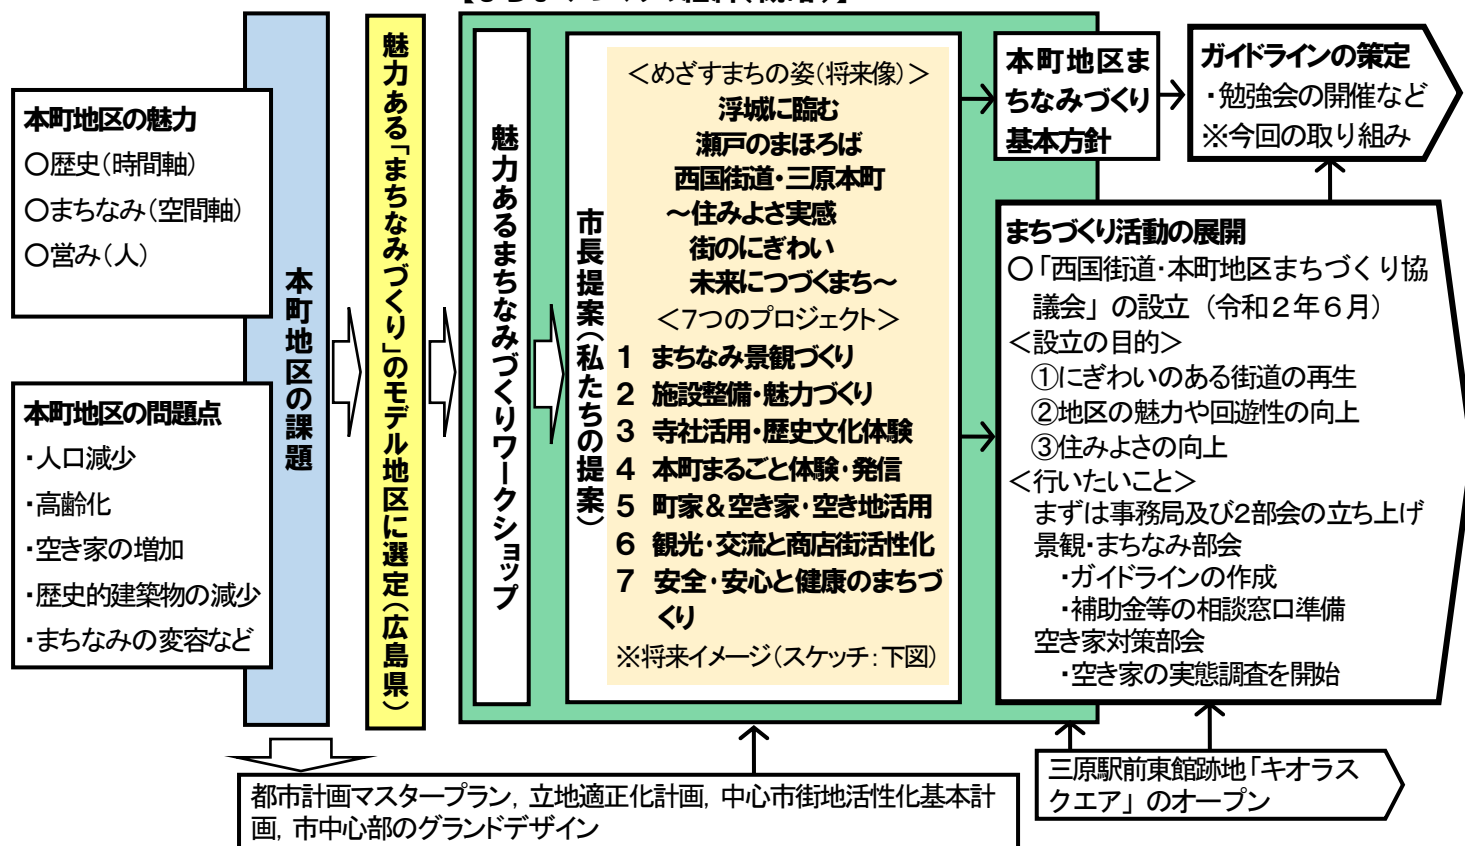 本町地区の魅力
○歴史(時間軸)
○まちなみ(空間軸)
○営み(人)
本町地区の問題点
・人口減少
・高齢化
・空き家の増加
・歴史的建築物の減少
・まちなみの変容など
本町地区の課題
魅力ある「まちなみづくり」のモデル地区に選定(広島県)
魅力あるまちなみづくりワークショップ
市長提案(私たちの提案)
<めざすまちの姿(将来像)>
浮城に臨む
瀬戸のまほろば
西国街道・三原本町
~住みよさ実感
街のにぎわい
未来につづくまち~
<7つのプロジェクト>
1 まちなみ景観づくり
2 施設整備・魅力づくり
3 寺社活用・歴史文化体験
4 本町まるごと体験・発信
5 町家&空き家・空き地活用
6 観光・交流と商店街活性化
7 安全・安心と健康のまちづ
くり
※将来イメージ(スケッチ:下図)
本町地区ま
ちなみづくり
基本方針
ガイドラインの策定
・勉強会の開催など
※今回の取り組み
まちづくり活動の展開
○「西国街道・本町地区まちづくり協
議会」の設立(令和2年6月)
<設立の目的>
①にぎわいのある街道の再生
②地区の魅力や回遊性の向上
③住みよさの向上
<行いたいこと>
まずは事務局及び2部会の立ち上げ
景観・まちなみ部会
・ガイドラインの作成
・補助金等の相談窓口準備
空き家対策部会
・空き家の実態調査を開始
都市計画マスタープラン, 立地適正化計画, 中心市街地活性化基本計
画, 市中心部のグランドデザイン
三原駅前東館跡地「キオラス
クエア」のオープン